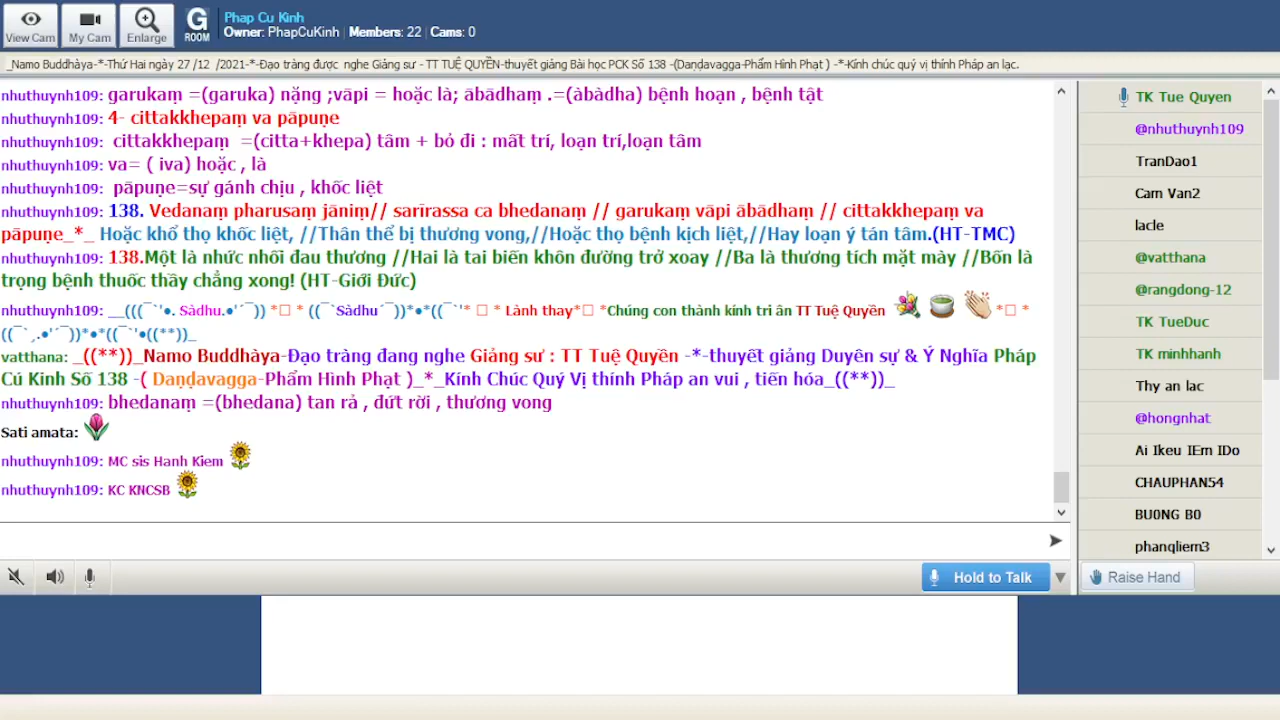 View Cam
My Cam
Enlarge
G
ROOM
Phap Cu Kinh
Owner: PhapCuKinh | Members: 22 | Cams: 0
_Namo Buddhàya-*-Thứ Hai ngày 27 /12 /2021-*-Đạo tràng được nghe Giảng sư - TT TUỆ QUYỀN-thuyết giảng Bài học PCK Số 138 -(Daṇḍavagga-Phẩm Hình Phạt ) -*-Kính chúc quý vị thính Pháp an lạc.
nhuthuynh109: garukaṃ =(garuka) nặng ;vāpi = hoặc là; ābādhaṃ .=(àbàdha) bệnh hoạn , bệnh tật
nhuthuynh109: 4- cittakkhepaṃ va pāpuṇe
nhuthuynh109: cittakkhepaṃ =(citta+khepa) tâm + bỏ đi : mất trí, loạn trí,loạn tâm
nhuthuynh109: va= ( iva) hoặc , là
nhuthuynh109: pāpuṇe=sự gánh chịu , khốc liệt
nhuthuynh109: 138. Vedanaṃ pharusaṃ jāniṃ// sarīrassa ca bhedanaṃ // garukaṃ vāpi ābādhaṃ // cittakkhepaṃ va
pāpuṇe_*_ Hoặc khổ thọ khốc liệt, //Thân thể bị thương vong,//Hoặc thọ bệnh kịch liệt,//Hay loạn ý tán tâm.(HT-TMC)
nhuthuynh109: 138.Một là nhức nhối đau thương //Hai là tai biến khôn đường trở xoay //Ba là thương tích mặt mày //Bốn là
trọng bệnh thuốc thầy chẳng xong! (HT-Giới Đức)
nhuthuynh109: __(((¯`'•. Sàdhu.•'´¯)) *□ * ((¯`Sàdhu´¯))*•*((¯`'* □ * Lành thay*□ *Chúng con thành kính tri ân TT Tuệ Quyền *□ *
((¯`¸.•'´¯))*•*((¯`'•((**))_
vatthana: _((**))_Namo Buddhàya-Đạo tràng đang nghe Giảng sư : TT Tuệ Quyền -*-thuyết giảng Duyên sự & Ý Nghĩa Pháp
Cú Kinh Số 138 -( Daṇḍavagga-Phẩm Hình Phạt )_*_Kính Chúc Quý Vị thính Pháp an vui , tiến hóa_((**))_
nhuthuynh109: bhedanaṃ =(bhedana) tan rả , đứt rời , thương vong
Sati amata:
nhuthuynh109: MC sis Hanh Kiem
nhuthuynh109: KC KNCSB
TK Tue Quyen
@nhuthuynh109
TranDao1
Cam Van2
lacle
@vatthana
@rangdong-12
TK TueDuc
TK minhhanh
Thy an lac
@hongnhat
Ai Ikeu IEm IDo
CHAUPHAN54
BU0NG B0
phanqliem3
Hold to Talk
Raise Hand